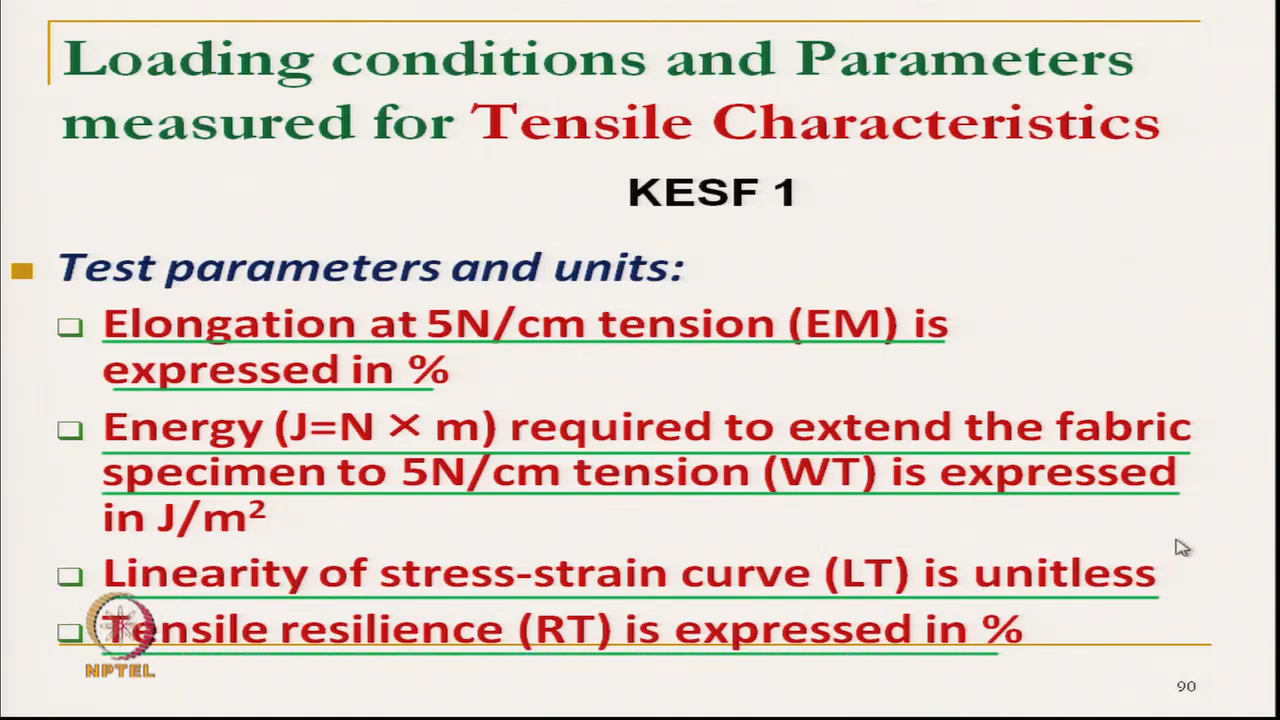 Loading conditions and Parameters
measured for Tensile Characteristics
KESF 1
Test parameters and units:
Elongation at 5N/cm tension (EM) is
expressed in %
Energy (J=N × m) required to extend the fabric
specimen to 5N/cm tension (WT) is expressed
in J/m²
Linearity of stress-strain curve (LT) is unitless
Tensile resilience (RT) is expressed in %
NPTEL
90